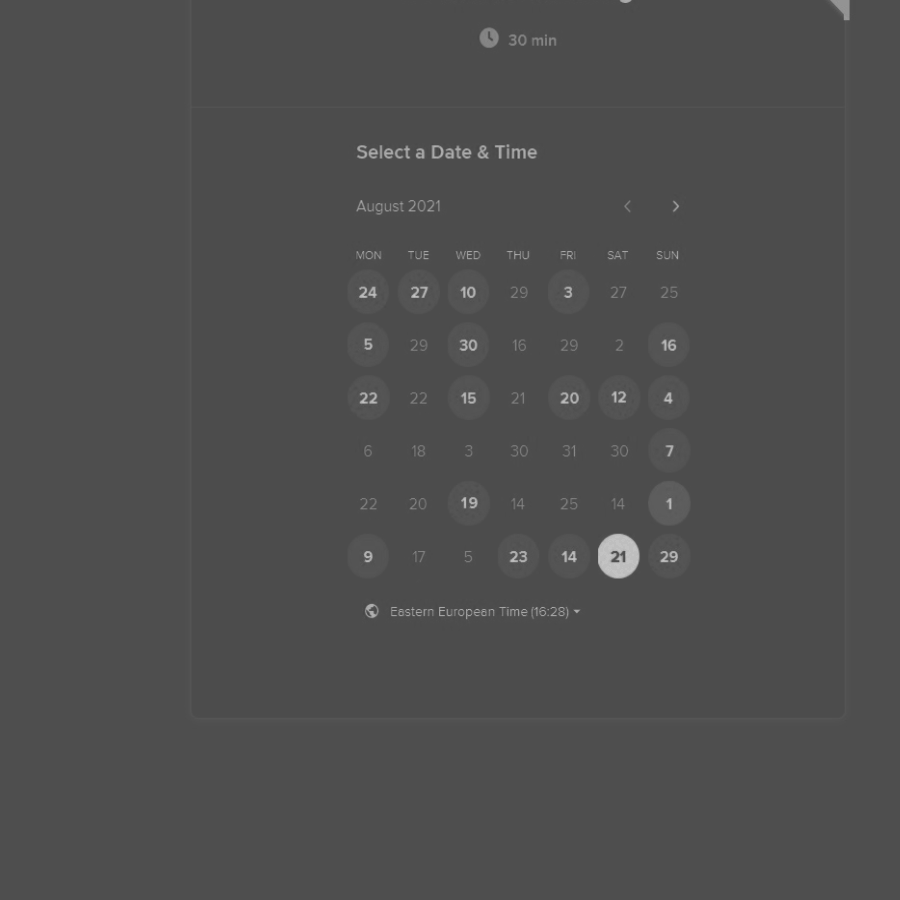 30 min
Select a Date & Time
August 2021
MON TUE WED THU FRI SAT SUN
24 27 10 29 3 27 25
5 29 30 16 29 2 16
22 22 15 21 20 12 4
6 18 3 30 31 30 7
22 20 19 14 25 14 1
9 17 5 23 14 21 29
Eastern European Time (16:28)